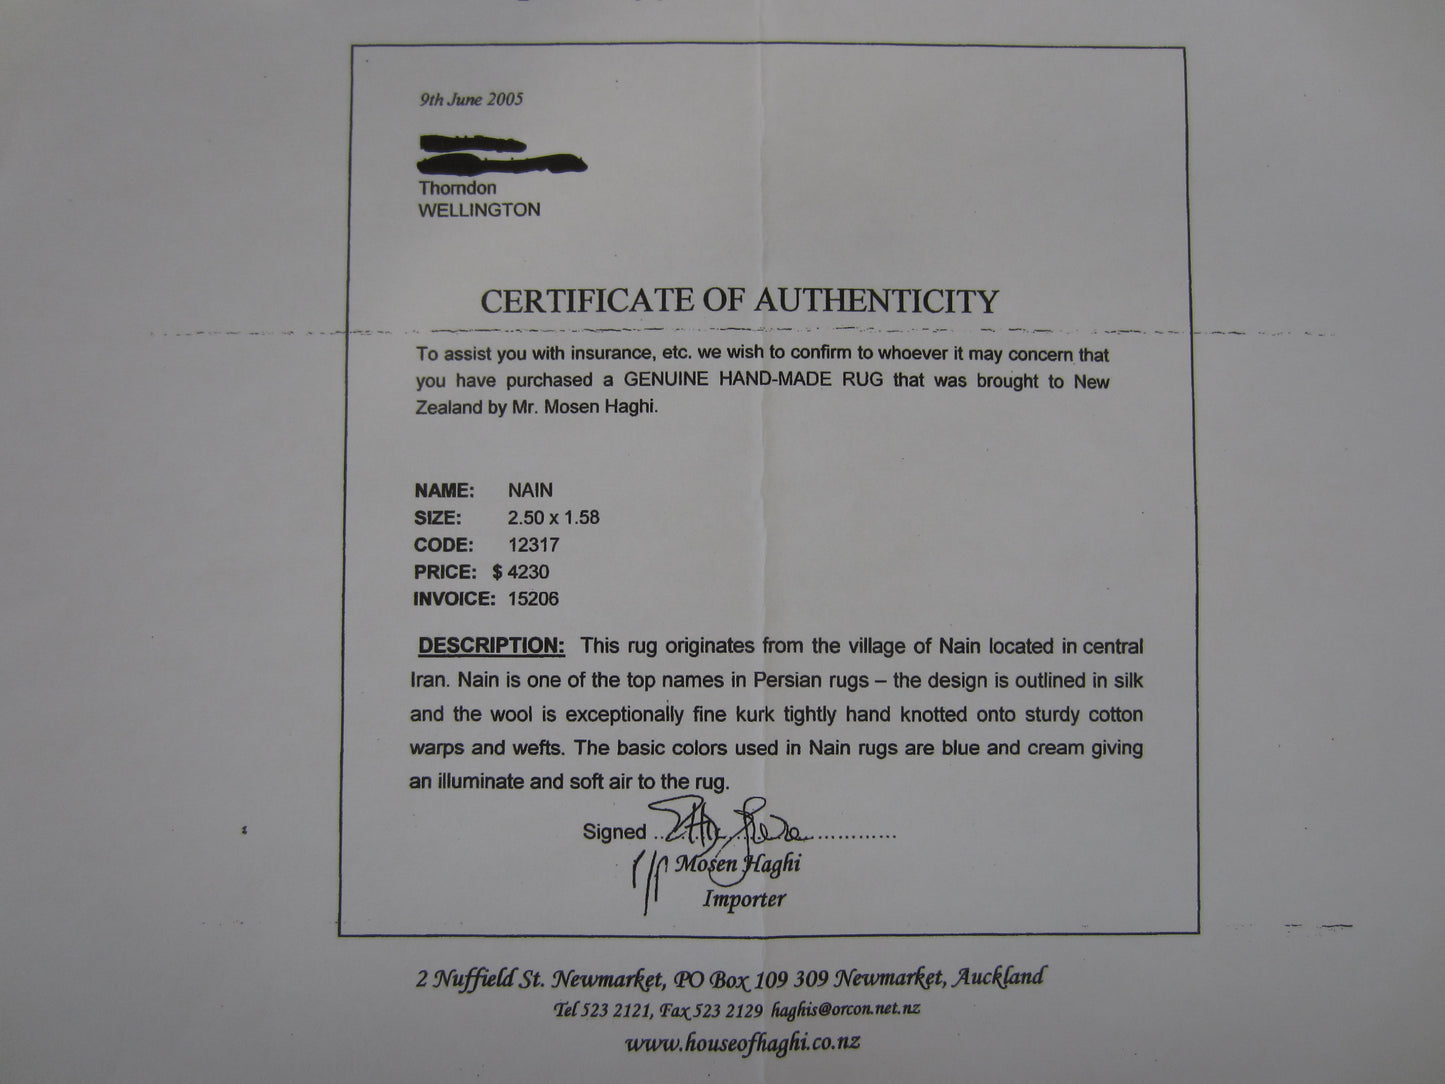 9th June 2005
Thorndon
WELLINGTON
CERTIFICATE OF AUTHENTICITY
To assist you with insurance, etc. we wish to confirm to whoever it may concern that
you have purchased a GENUINE HAND-MADE RUG that was brought to New
Zealand by Mr. Mosen Haghi.
NAME: NAIN
SIZE: 2.50 x 1.58
CODE: 12317
PRICE: $ 4230
INVOICE: 15206
DESCRIPTION: This rug originates from the village of Nain located in central
Iran. Nain is one of the top names in Persian rugs – the design is outlined in silk
and the wool is exceptionally fine kurk tightly hand knotted onto sturdy cotton
warps and wefts. The basic colors used in Nain rugs are blue and cream giving
an illuminate and soft air to the rug.
Signed
Mosen Haghi
Importer
2 Nuffield St. Newmarket, PO Box 109 309 Newmarket, Auckland
Tel 523 2121, Fax 523 2129 haghis@orcon.net.nz
www.houseofhaghi.co.nz